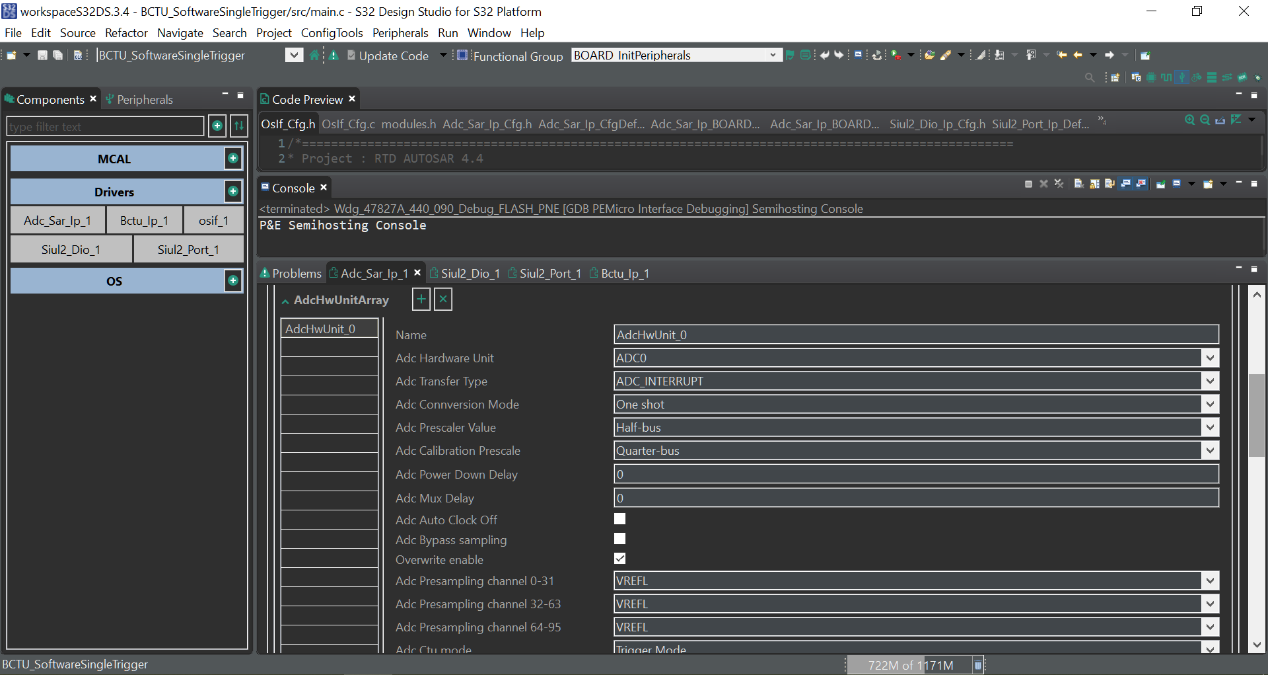 workspaceS32DS.3.4 - BCTU_SoftwareSingleTrigger/src/main.c - S32 Design Studio for S32 Platform
File Edit Source Refactor Navigate Search Project ConfigTools Peripherals Run Window Help
BCTU_SoftwareSingleTrigger Update Code Functional Group BOARD_InitPeripherals
Components Peripherals
type filter text
MCAL
Drivers
Adc_Sar_Ip_1 Bctu_Ip_1 osif_1
Siul2_Dio_1 Siul2_Port_1
OS
Code Preview
OsIf_Cfg.h OsIf_Cfg.c modules.h Adc_Sar_Ip_Cfg.h Adc_Sar_Ip_CfgDef... Adc_Sar_Ip_BOARD... Adc_Sar_Ip_BOARD... Siul2_Dio_Ip_Cfg.h Siul2_Port_Ip_Def... »4
1 /*==================================================================================================
2 * Project : RTD AUTOSAR 4.4
Console
<terminated> Wdg_47827A_440_090_Debug_FLASH_PNE [GDB PEMicro Interface Debugging] Semihosting Console
P&E Semihosting Console
Problems Adc_Sar_Ip_1 Siul2_Dio_1 Siul2_Port_1 Bctu_Ip_1
AdcHwUnitArray
AdcHwUnit_0
Name AdcHwUnit_0
Adc Hardware Unit ADC0
Adc Transfer Type ADC_INTERRUPT
Adc Connversion Mode One shot
Adc Prescaler Value Half-bus
Adc Calibration Prescale Quarter-bus
Adc Power Down Delay 0
Adc Mux Delay 0
Adc Auto Clock Off
Adc Bypass sampling
Overwrite enable
Adc Presampling channel 0-31 VREFL
Adc Presampling channel 32-63 VREFL
Adc Presampling channel 64-95 VREFL
Adc Ctu mode Trigger Mode
BCTU_SoftwareSingleTrigger 722M of 1171M